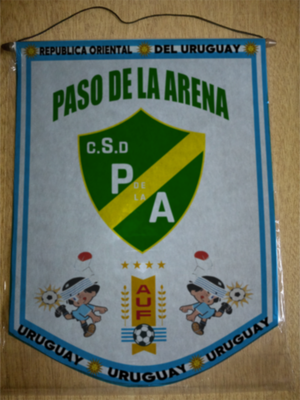 REPUBLICA ORIENTAL DEL URUGUAY
PASO DE LA ARENA
C.S.D
P
DE
LA
A
AUF
URUGUAY URUGUAY URUGUAY